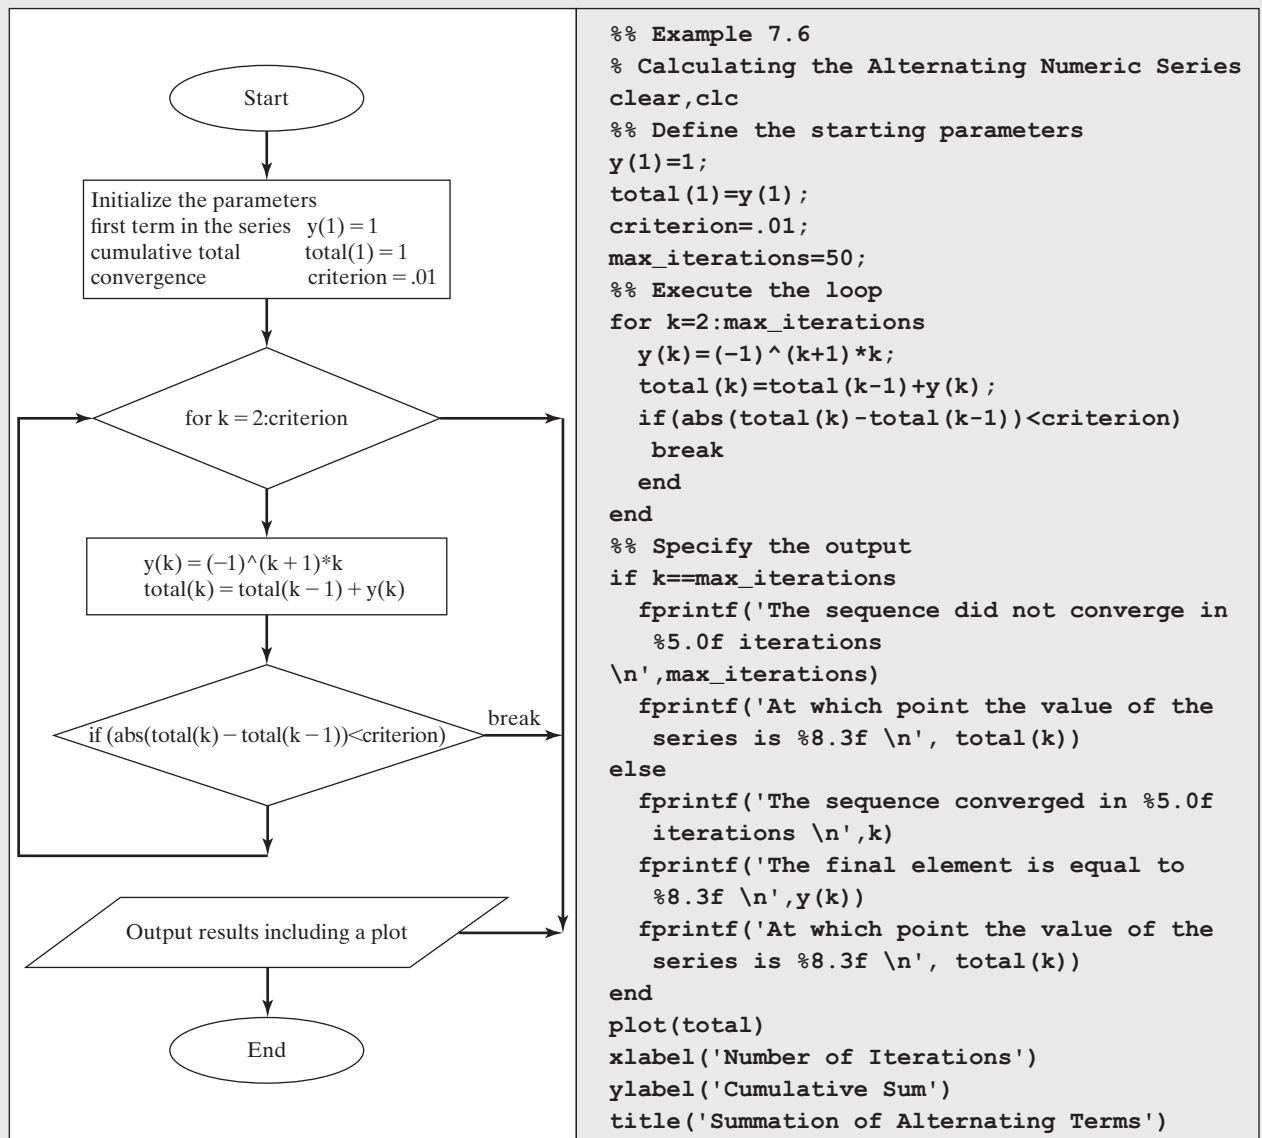 Start
Initialize the parameters
first term in the series y(1) = 1
cumulative total total(1) = 1
convergence criterion = .01
for k = 2:criterion
y(k) = (−1)^(k + 1)*k
total(k) = total(k − 1) + y(k)
if (abs(total(k) − total(k − 1))<criterion)
break
Output results including a plot
End
%% Example 7.6
% Calculating the Alternating Numeric Series
clear,clc
%% Define the starting parameters
y(1)=1;
total(1)=y(1);
criterion=.01;
max_iterations=50;
%% Execute the loop
for k=2:max_iterations
y(k)=(−1)^(k+1)*k;
total(k)=total(k-1)+y(k);
if(abs(total(k)-total(k-1))<criterion)
break
end
end
%% Specify the output
if k==max_iterations
fprintf('The sequence did not converge in
%5.0f iterations
\n',max_iterations)
fprintf('At which point the value of the
series is %8.3f \n', total(k))
else
fprintf('The sequence converged in %5.0f
iterations \n',k)
fprintf('The final element is equal to
%8.3f \n',y(k))
fprintf('At which point the value of the
series is %8.3f \n', total(k))
end
plot(total)
xlabel('Number of Iterations')
ylabel('Cumulative Sum')
title('Summation of Alternating Terms')